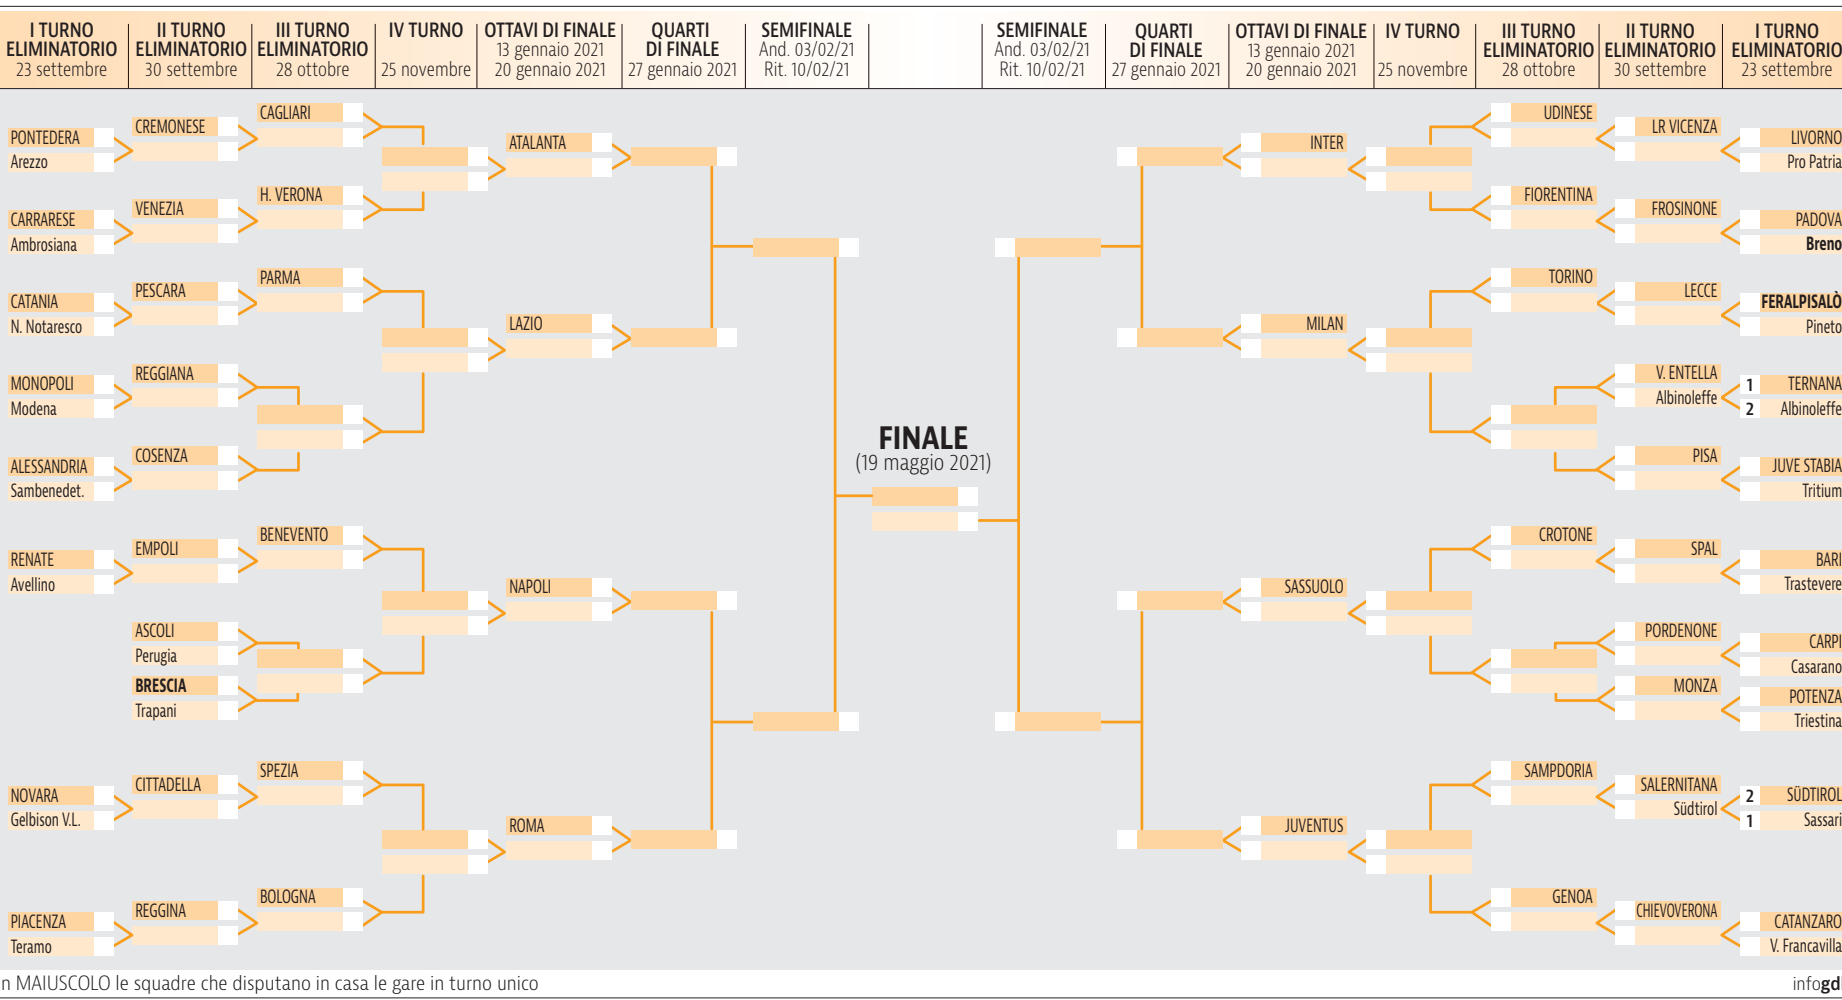 I TURNO
ELIMINATORIO
23 settembre
II TURNO
ELIMINATORIO
30 settembre
III TURNO
ELIMINATORIO
28 ottobre
IV TURNO
25 novembre
OTTAVI DI FINALE
13 gennaio 2021
20 gennaio 2021
QUARTI
DI FINALE
27 gennaio 2021
SEMIFINALE
And. 03/02/21
Rit. 10/02/21
SEMIFINALE
And. 03/02/21
Rit. 10/02/21
QUARTI
DI FINALE
27 gennaio 2021
OTTAVI DI FINALE
13 gennaio 2021
20 gennaio 2021
IV TURNO
25 novembre
III TURNO
ELIMINATORIO
28 ottobre
II TURNO
ELIMINATORIO
30 settembre
I TURNO
ELIMINATORIO
23 settembre
PONTEDERA
Arezzo
CARRARESE
Ambrosiana
CATANIA
N. Notaresco
MONOPOLI
Modena
ALESSANDRIA
Sambenedet.
RENATE
Avellino
NOVARA
Gelbison V.L.
PIACENZA
Teramo
CREMONESE
VENEZIA
PESCARA
REGGIANA
COSENZA
EMPOLI
ASCOLI
Perugia
BRESCIA
Trapani
CITTADELLA
REGGINA
CAGLIARI
H. VERONA
PARMA
BENEVENTO
SPEZIA
BOLOGNA
ATALANTA
LAZIO
NAPOLI
ROMA
FINALE
(19 maggio 2021)
INTER
MILAN
SASSUOLO
JUVENTUS
UDINESE
FIORENTINA
TORINO
CROTONE
SAMPDORIA
GENOA
LR VICENZA
FROSINONE
LECCE
V. ENTELLA
Albinoleffe
PISA
SPAL
PORDENONE
MONZA
SALERNITANA
Südtirol
CHIEVOVERONA
LIVORNO
Pro Patria
PADOVA
Breno
FERALPISALÒ
Pineto
1 TERNANA
2 Albinoleffe
JUVE STABIA
Tritium
BARI
Trastevere
CARPI
Casarano
POTENZA
Triestina
2 SÜDTIROL
1 Sassari
CATANZARO
V. Francavilla
n MAIUSCOLO le squadre che disputano in casa le gare in turno unico
infogd